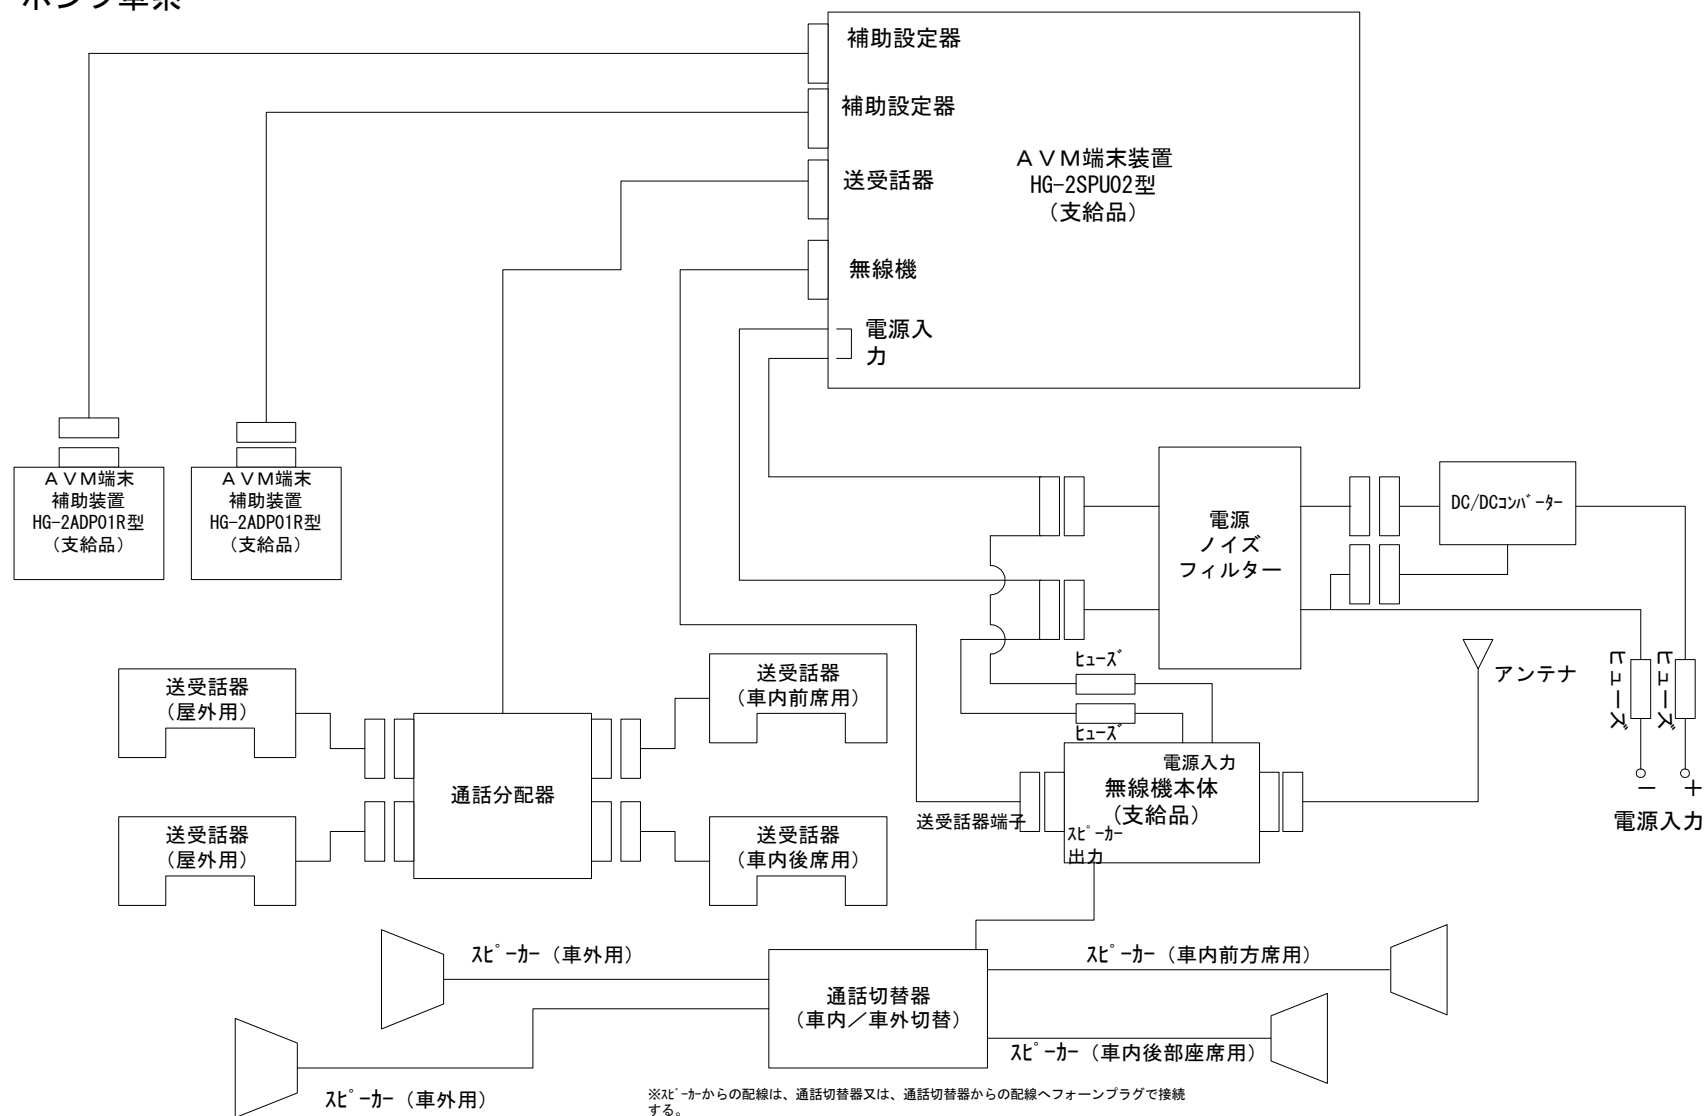 ポンプ車系
補助設定器
補助設定器
送受話器
無線機
電源入
力
ＡＶＭ端末装置
HG-2SPU02型
（支給品）
ＡＶＭ端末
補助装置
HG-2ADP01R型
（支給品）
ＡＶＭ端末
補助装置
HG-2ADP01R型
（支給品）
電源
ノイズ
フィルター
DC/DCｺﾝﾊﾞｰﾀｰ
ﾋｭｰｽﾞ
ﾋｭｰｽﾞ
アンテナ
ヒューズ
ヒューズ
－
＋
電源入力
送受話器
（屋外用）
送受話器
（屋外用）
通話分配器
送受話器
（車内前席用）
送受話器
（車内後席用）
送受話器端子
電源入力
無線機本体
（支給品）
ｽﾋﾟｰｶｰ
出力
ｽﾋﾟｰｶｰ（車外用）
ｽﾋﾟｰｶｰ（車内前方席用）
通話切替器
（車内／車外切替）
ｽﾋﾟｰｶｰ（車内後部座席用）
ｽﾋﾟｰｶｰ（車外用）
※ｽﾋﾟｰｶｰからの配線は、通話切替器又は、通話切替器からの配線へフォーンプラグで接続
する。